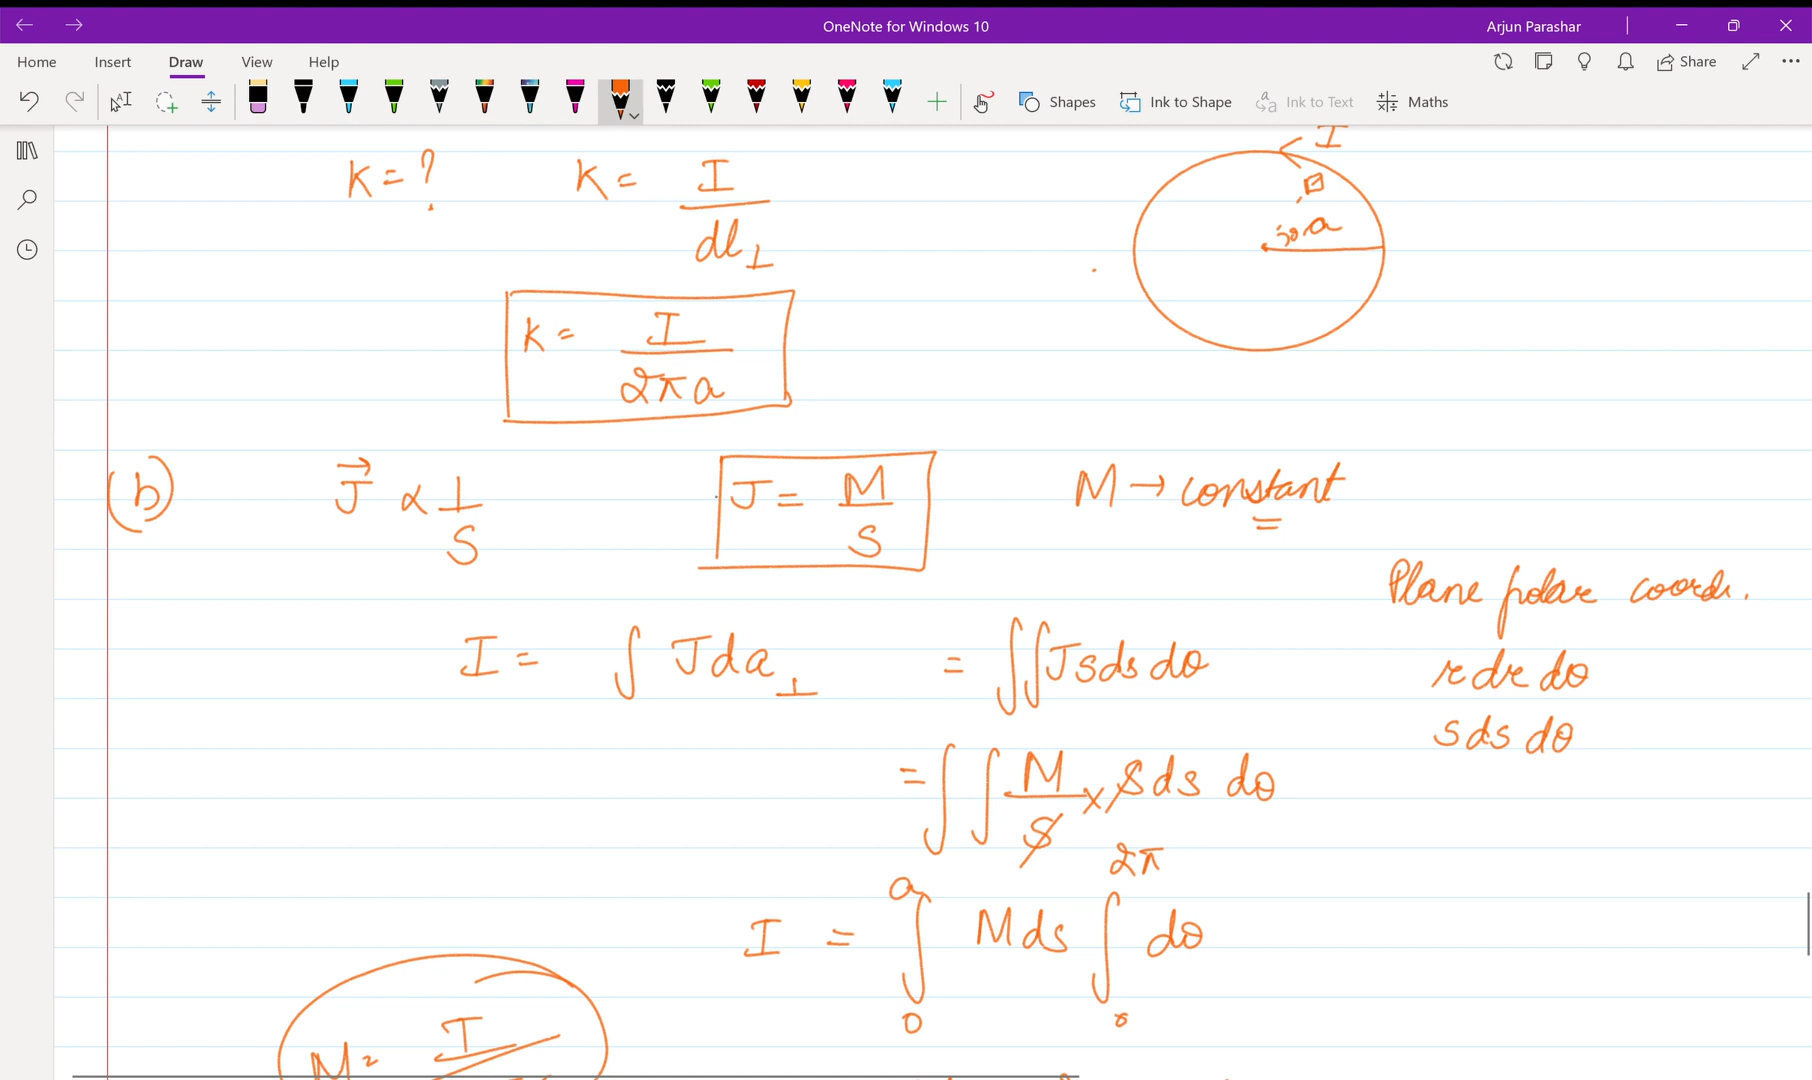 OneNote for Windows 10
Arjun Parashar
Home Insert Draw View Help
Share
Shapes Ink to Shape Ink to Text Maths
I
K = ? K = I / dl⊥
a
K = I / 2πa
(b) J⃗ ∝ 1/S J = M/S M → constant
Plane polar coord.
I = ∫ J da⊥ = ∫∫ J s ds dθ
r dr dθ
s ds dθ
= ∫∫ M/s × s ds dθ
I = ∫₀ᵃ M ds ∫₀^2π dθ
M = I